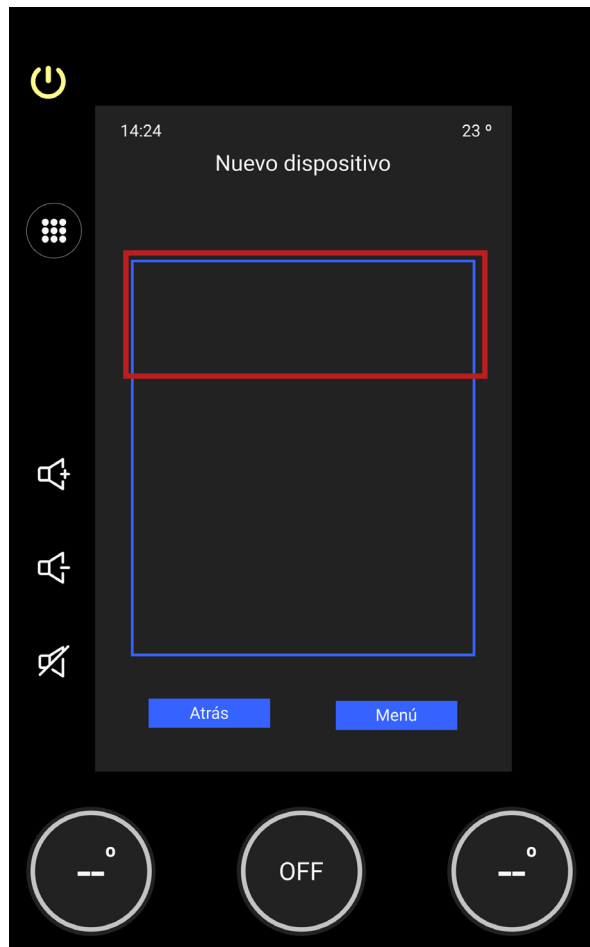 14:24 23 º
Nuevo dispositivo
Atrás Menú
--º OFF --º